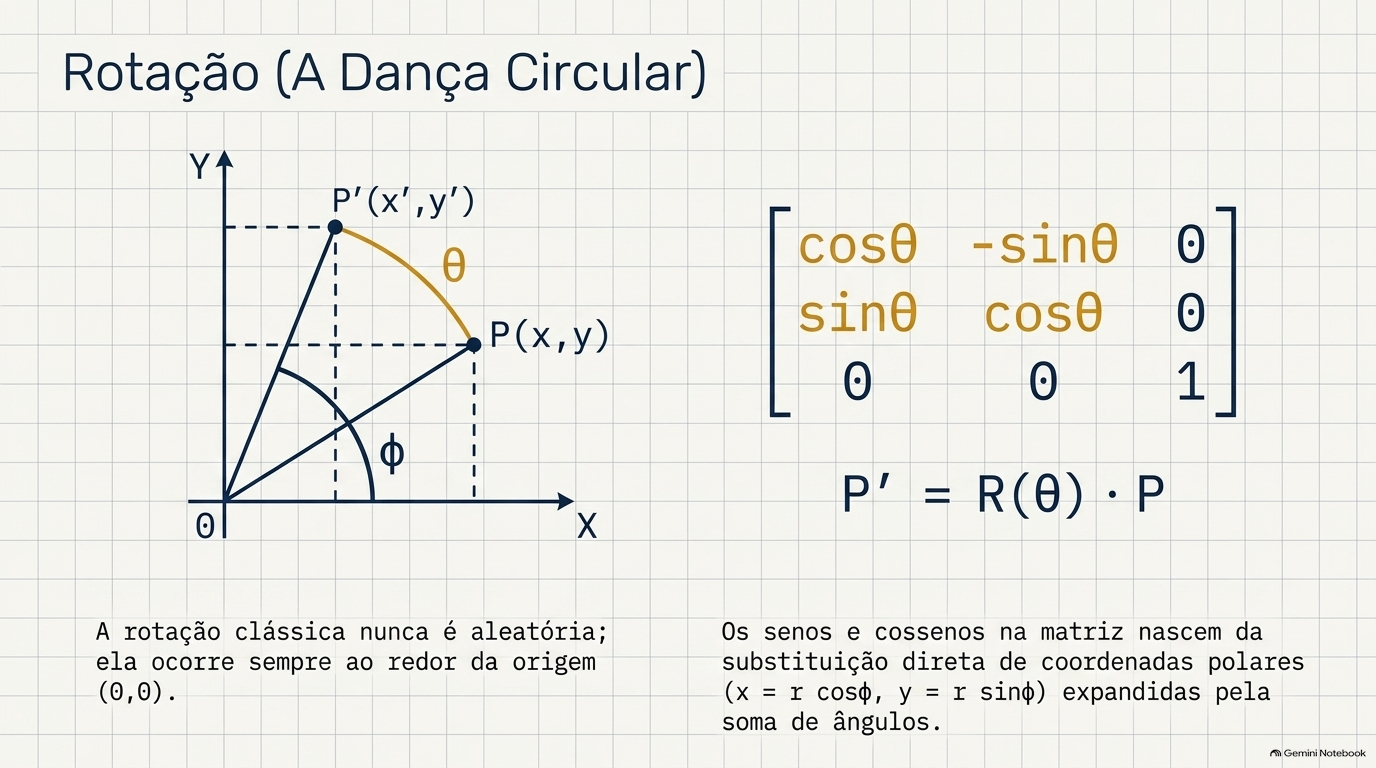 Rotação (A Dança Circular)
Y
P′(x′,y′)
θ
P(x,y)
ϕ
0
X
cosθ -sinθ 0
sinθ cosθ 0
0 0 1
P′ = R(θ) · P
A rotação clássica nunca é aleatória;
ela ocorre sempre ao redor da origem
(0,0).
Os senos e cossenos na matriz nascem da
substituição direta de coordenadas polares
(x = r cosϕ, y = r sinϕ) expandidas pela
soma de ângulos.
Gemini Notebook